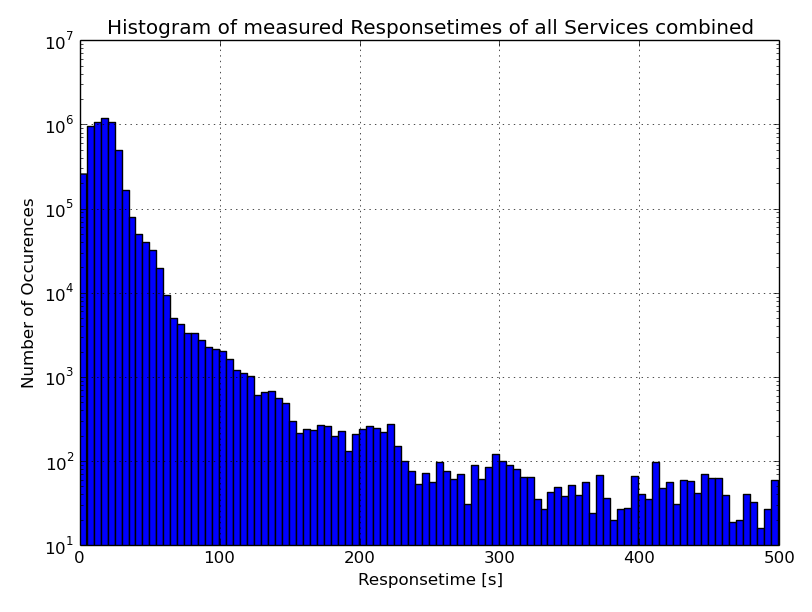 Histogram of measured Responsetimes of all Services combined
10^7
10^6
10^5
10^4
10^3
10^2
10^1
Number of Occurences
0 100 200 300 400 500
Responsetime [s]